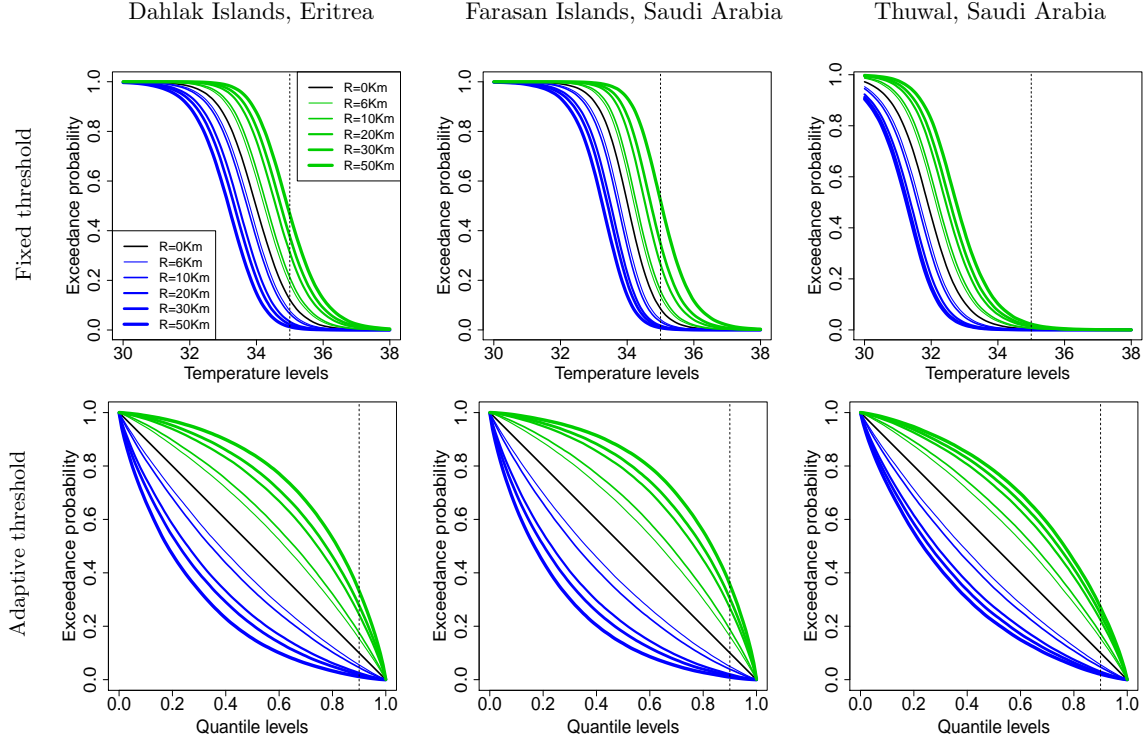 Dahlak Islands, Eritrea
Farasan Islands, Saudi Arabia
Thuwal, Saudi Arabia
Fixed threshold
Exceedance probability
0.0 0.2 0.4 0.6 0.8 1.0
R=0Km
R=6Km
R=10Km
R=20Km
R=30Km
R=50Km
R=0Km
R=6Km
R=10Km
R=20Km
R=30Km
R=50Km
30 32 34 36 38
Temperature levels
Exceedance probability
0.0 0.2 0.4 0.6 0.8 1.0
30 32 34 36 38
Temperature levels
Exceedance probability
0.0 0.2 0.4 0.6 0.8 1.0
30 32 34 36 38
Temperature levels
Adaptive threshold
Exceedance probability
0.0 0.2 0.4 0.6 0.8 1.0
0.0 0.2 0.4 0.6 0.8 1.0
Quantile levels
Exceedance probability
0.0 0.2 0.4 0.6 0.8 1.0
0.0 0.2 0.4 0.6 0.8 1.0
Quantile levels
Exceedance probability
0.0 0.2 0.4 0.6 0.8 1.0
0.0 0.2 0.4 0.6 0.8 1.0
Quantile levels